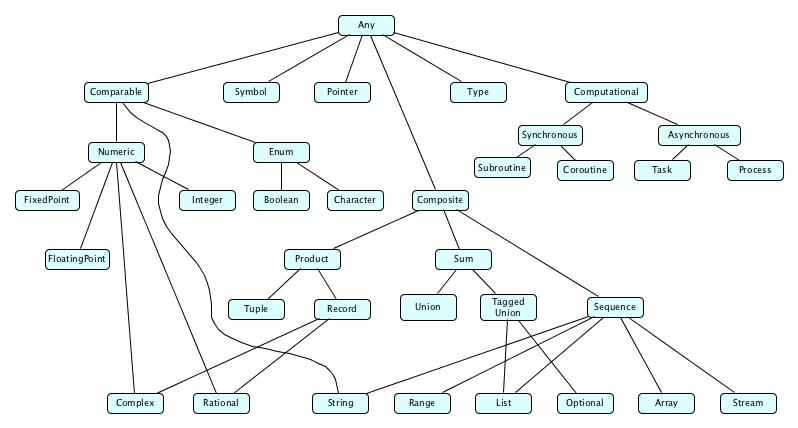 Any
Comparable
Symbol
Pointer
Type
Computational
Synchronous
Asynchronous
Numeric
Enum
Subroutine
Coroutine
Task
Process
FixedPoint
Integer
Boolean
Character
Composite
FloatingPoint
Product
Sum
Tuple
Record
Union
Tagged
Union
Sequence
Complex
Rational
String
Range
List
Optional
Array
Stream